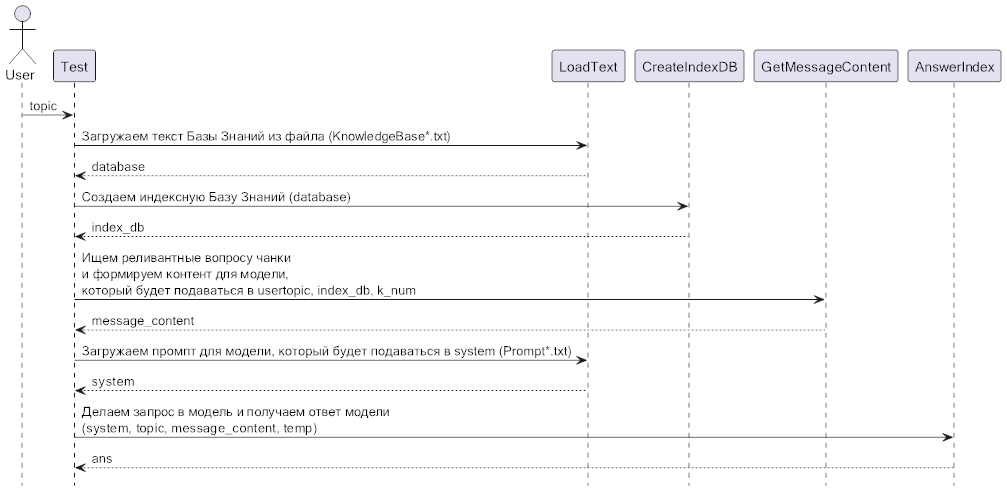 User
Test
LoadText
CreateIndexDB
GetMessageContent
AnswerIndex
topic
Загружаем текст Базы Знаний из файла (KnowledgeBase*.txt)
database
Создаем индексную Базу Знаний (database)
index_db
Ищем реливантные вопросу чанки
и формируем контент для модели,
который будет подаваться в usertopic, index_db, k_num
message_content
Загружаем промпт для модели, который будет подаваться в system (Prompt*.txt)
system
Делаем запрос в модель и получаем ответ модели
(system, topic, message_content, temp)
ans